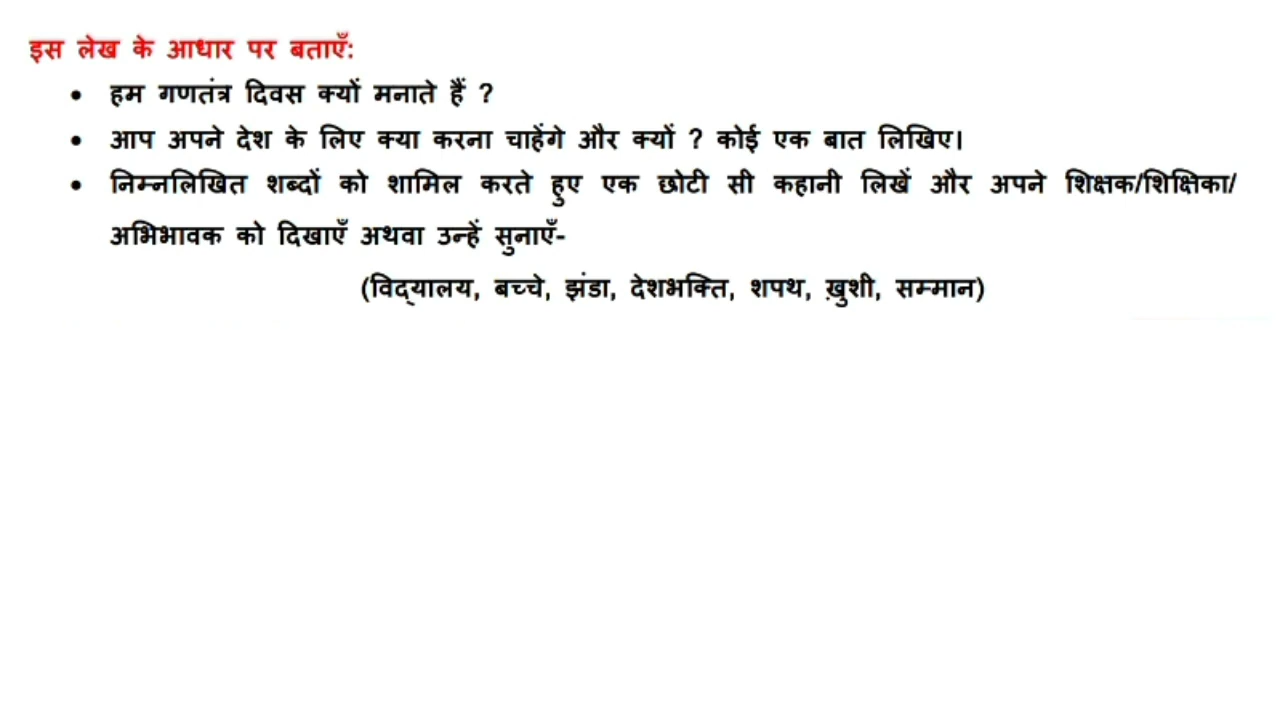 इस लेख के आधार पर बताएँ:
• हम गणतंत्र दिवस क्यों मनाते हैं ?
• आप अपने देश के लिए क्या करना चाहेंगे और क्यों ? कोई एक बात लिखिए।
• निम्नलिखित शब्दों को शामिल करते हुए एक छोटी सी कहानी लिखें और अपने शिक्षक/शिक्षिका/
अभिभावक को दिखाएँ अथवा उन्हें सुनाएँ-
(विद्‌यालय, बच्चे, झंडा, देशभक्ति, शपथ, ख़ुशी, सम्मान)